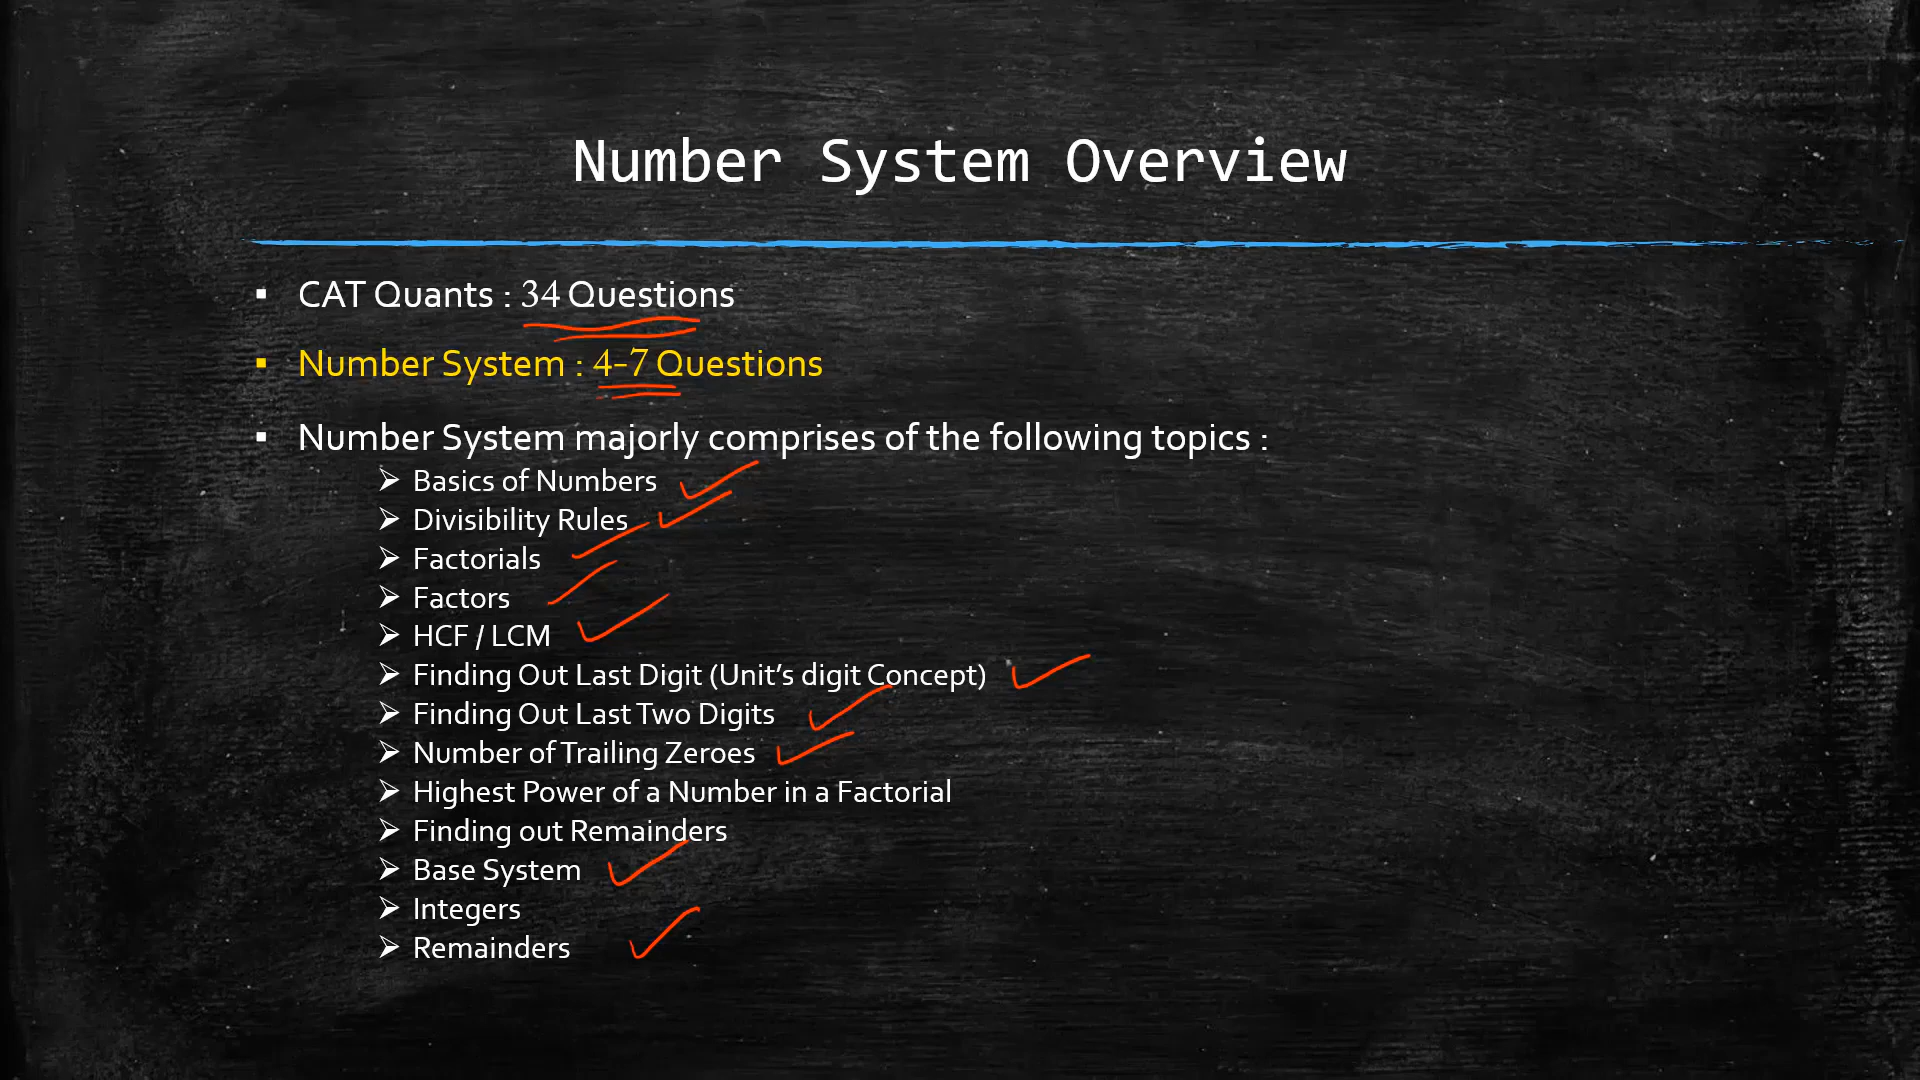 Number System Overview
CAT Quants : 34 Questions
Number System : 4-7 Questions
Number System majorly comprises of the following topics :
Basics of Numbers
Divisibility Rules
Factorials
Factors
HCF / LCM
Finding Out Last Digit (Unit's digit Concept)
Finding Out Last Two Digits
Number of Trailing Zeroes
Highest Power of a Number in a Factorial
Finding out Remainders
Base System
Integers
Remainders